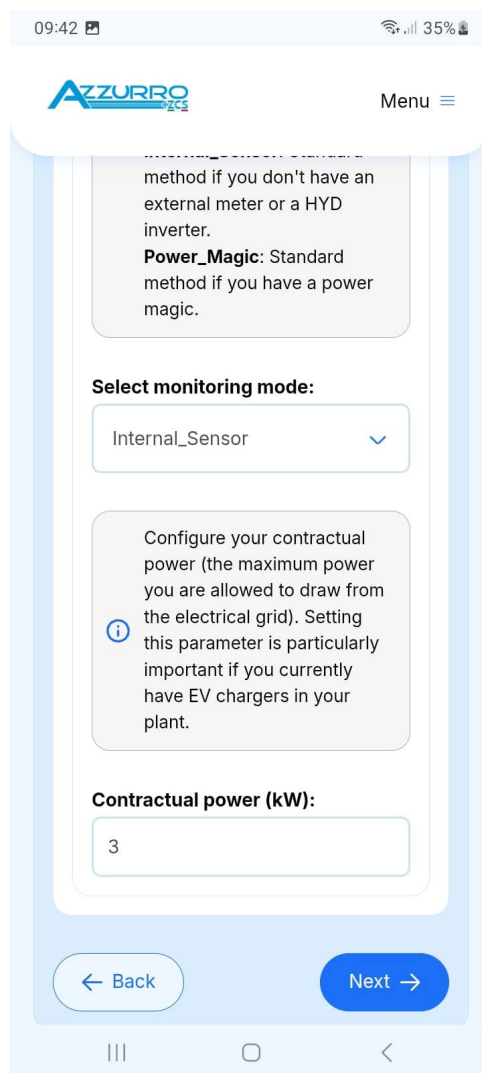 09:42
35%
AZZURRO
ZCS
Menu
Internal_Sensor: Standard
method if you don't have an
external meter or a HYD
inverter.
Power_Magic: Standard
method if you have a power
magic.
Select monitoring mode:
Internal_Sensor
Configure your contractual
power (the maximum power
you are allowed to draw from
the electrical grid). Setting
this parameter is particularly
important if you currently
have EV chargers in your
plant.
Contractual power (kW):
3
Back
Next